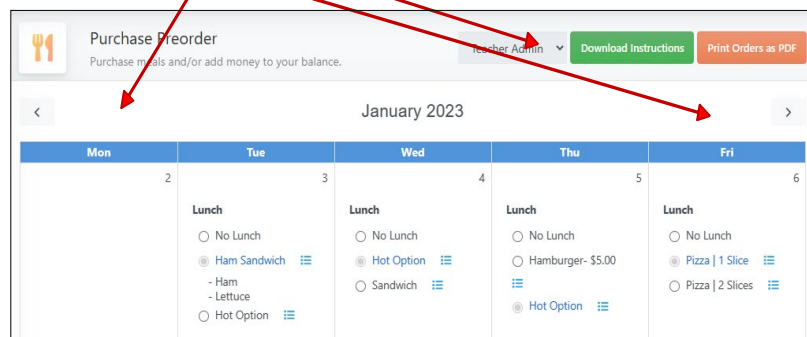 Purchase Preorder
Purchase meals and/or add money to your balance.
Teacher Admin
Download Instructions
Print Orders as PDF
January 2023
Mon Tue Wed Thu Fri
2 3 4 5 6
Lunch Lunch Lunch Lunch
No Lunch No Lunch No Lunch No Lunch
Ham Sandwich Hot Option Hamburger- $5.00 Pizza | 1 Slice
- Ham
- Lettuce
Sandwich Pizza | 2 Slices
Hot Option Hot Option